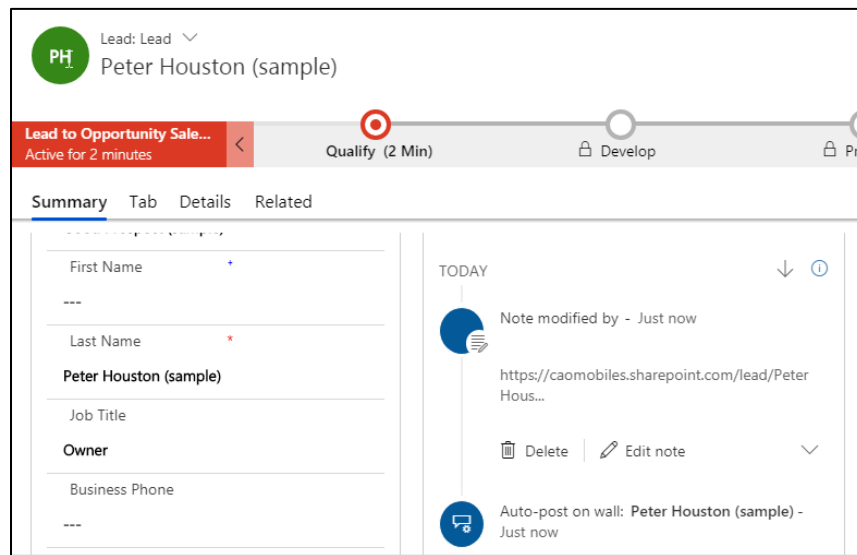 PH
Lead: Lead
Peter Houston (sample)
Lead to Opportunity Sale...
Active for 2 minutes
Qualify (2 Min)
Develop
Pr
Summary Tab Details Related
First Name +
---
Last Name *
Peter Houston (sample)
Job Title
Owner
Business Phone
---
TODAY
Note modified by - Just now
https://caomobiles.sharepoint.com/lead/Peter
Hous...
Delete
Edit note
Auto-post on wall: Peter Houston (sample) -
Just now